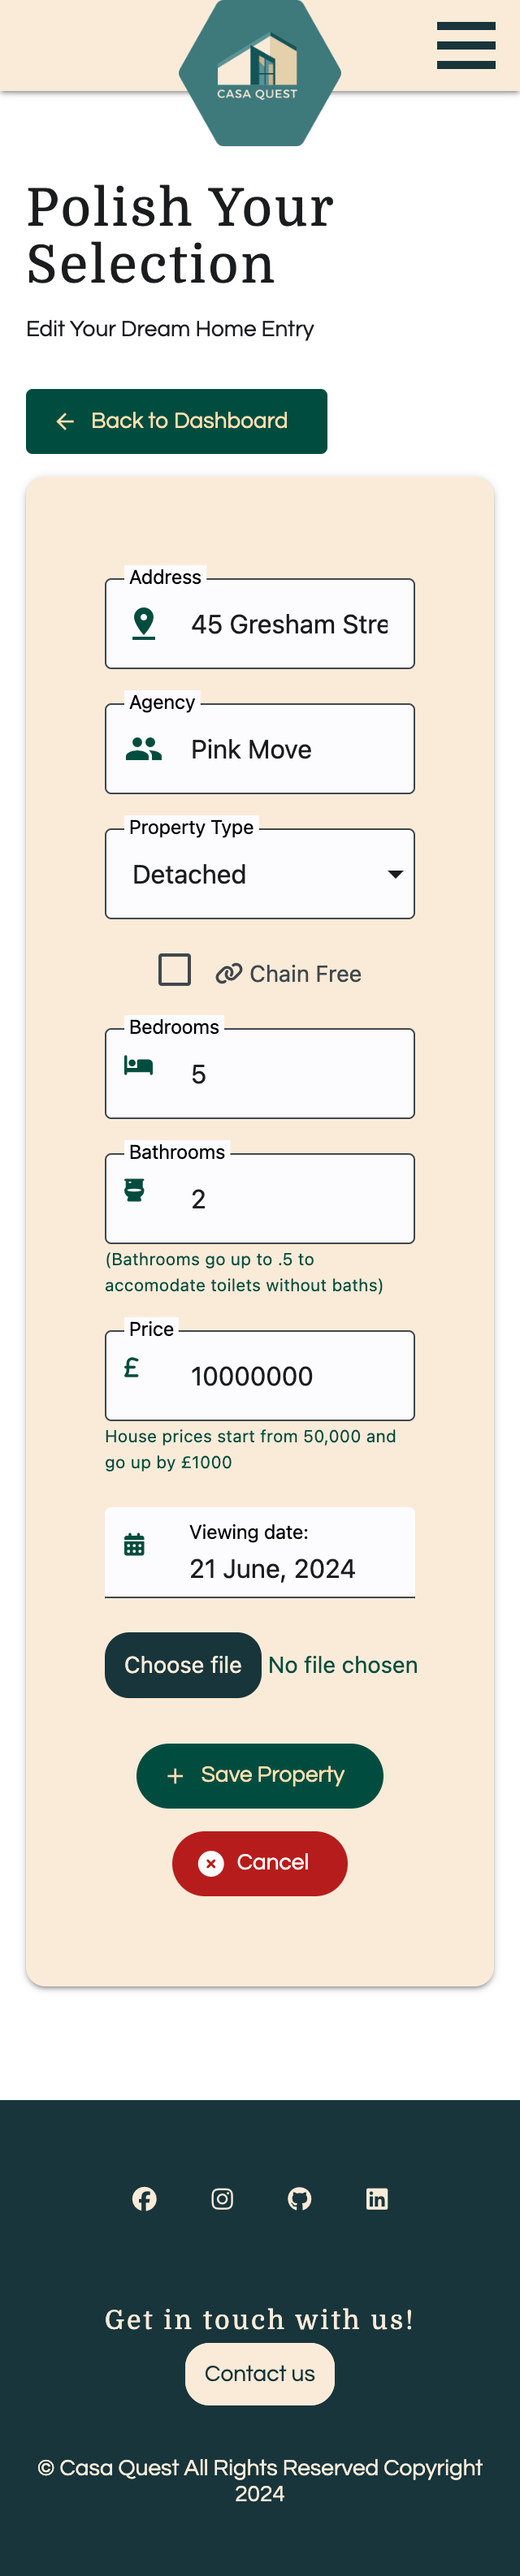 CASA QUEST
Polish Your
Selection
Edit Your Dream Home Entry
Back to Dashboard
Address
45 Gresham Stre
Agency
Pink Move
Property Type
Detached
Chain Free
Bedrooms
5
Bathrooms
2
(Bathrooms go up to .5 to
accomodate toilets without baths)
Price
£ 10000000
House prices start from 50,000 and
go up by £1000
Viewing date:
21 June, 2024
Choose file No file chosen
Save Property
Cancel
Get in touch with us!
Contact us
© Casa Quest All Rights Reserved Copyright
2024